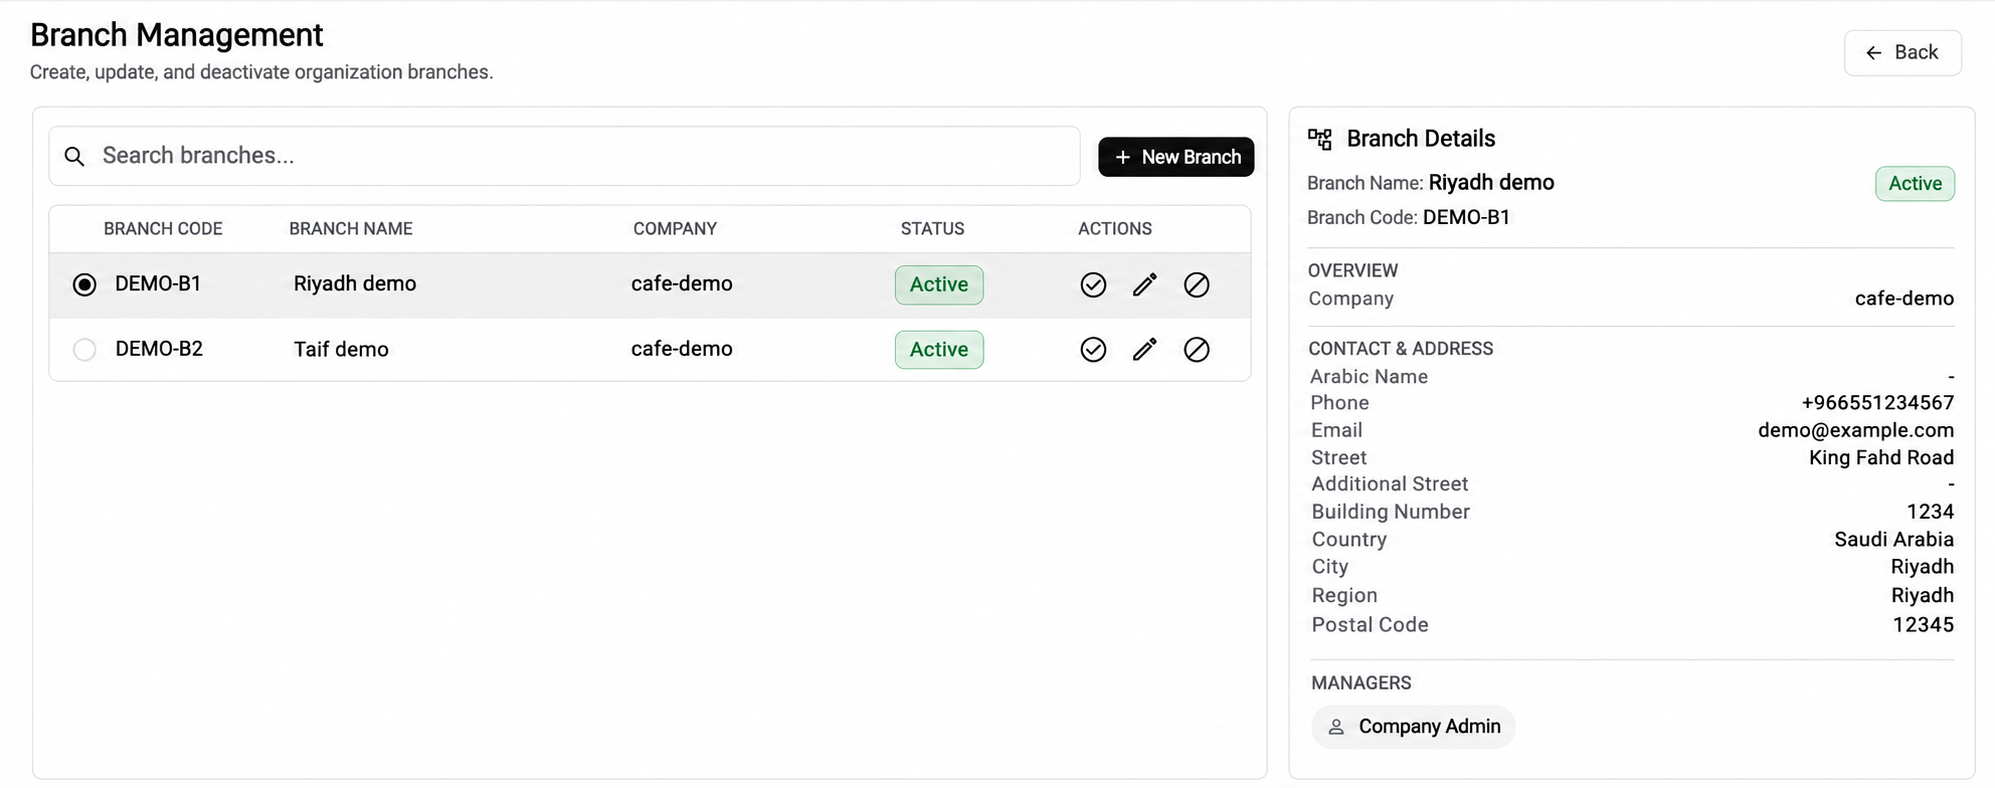 Branch Management
Create, update, and deactivate organization branches.
← Back
Search branches...
+ New Branch
BRANCH CODE BRANCH NAME COMPANY STATUS ACTIONS
DEMO-B1 Riyadh demo cafe-demo Active
DEMO-B2 Taif demo cafe-demo Active
Branch Details
Branch Name: Riyadh demo Active
Branch Code: DEMO-B1
OVERVIEW
Company cafe-demo
CONTACT & ADDRESS
Arabic Name -
Phone +966551234567
Email demo@example.com
Street King Fahd Road
Additional Street -
Building Number 1234
Country Saudi Arabia
City Riyadh
Region Riyadh
Postal Code 12345
MANAGERS
Company Admin